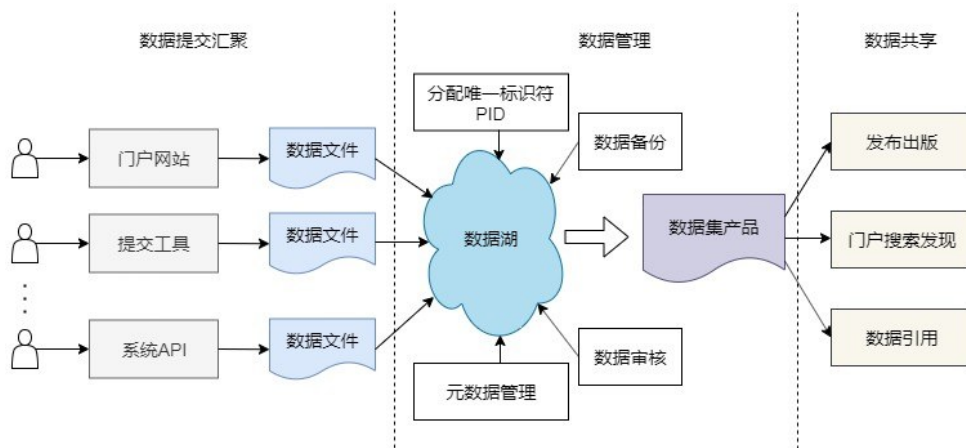 数据提交汇聚
数据管理
数据共享
分配唯一标识符
PID
数据备份
门户网站
数据文件
发布出版
提交工具
数据文件
数据湖
数据集产品
门户搜索发现
系统API
数据文件
数据审核
数据引用
元数据管理